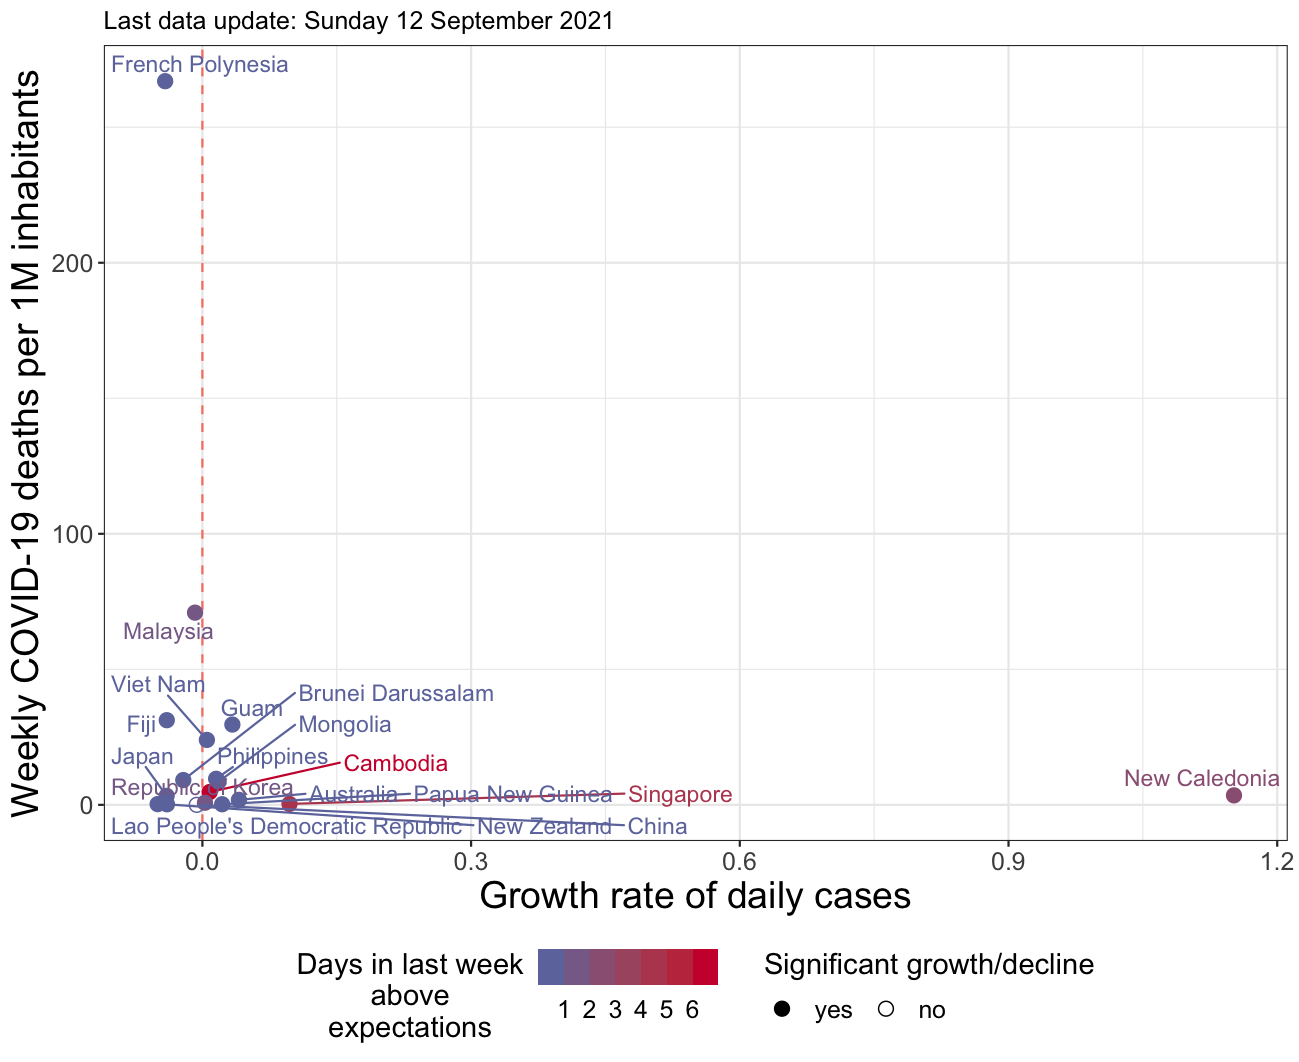 Last data update: Sunday 12 September 2021
French Polynesia
Weekly COVID-19 deaths per 1M inhabitants
200
100
0
Malaysia
Viet Nam
Brunei Darussalam
Guam
Fiji
Mongolia
Japan
Philippines
Cambodia
New Caledonia
Republic of Korea
Australia
Papua New Guinea
Singapore
Lao People's Democratic Republic
New Zealand
China
0.0
0.3
0.6
0.9
1.2
Growth rate of daily cases
Days in last week
above
expectations
1 2 3 4 5 6
Significant growth/decline
yes
no